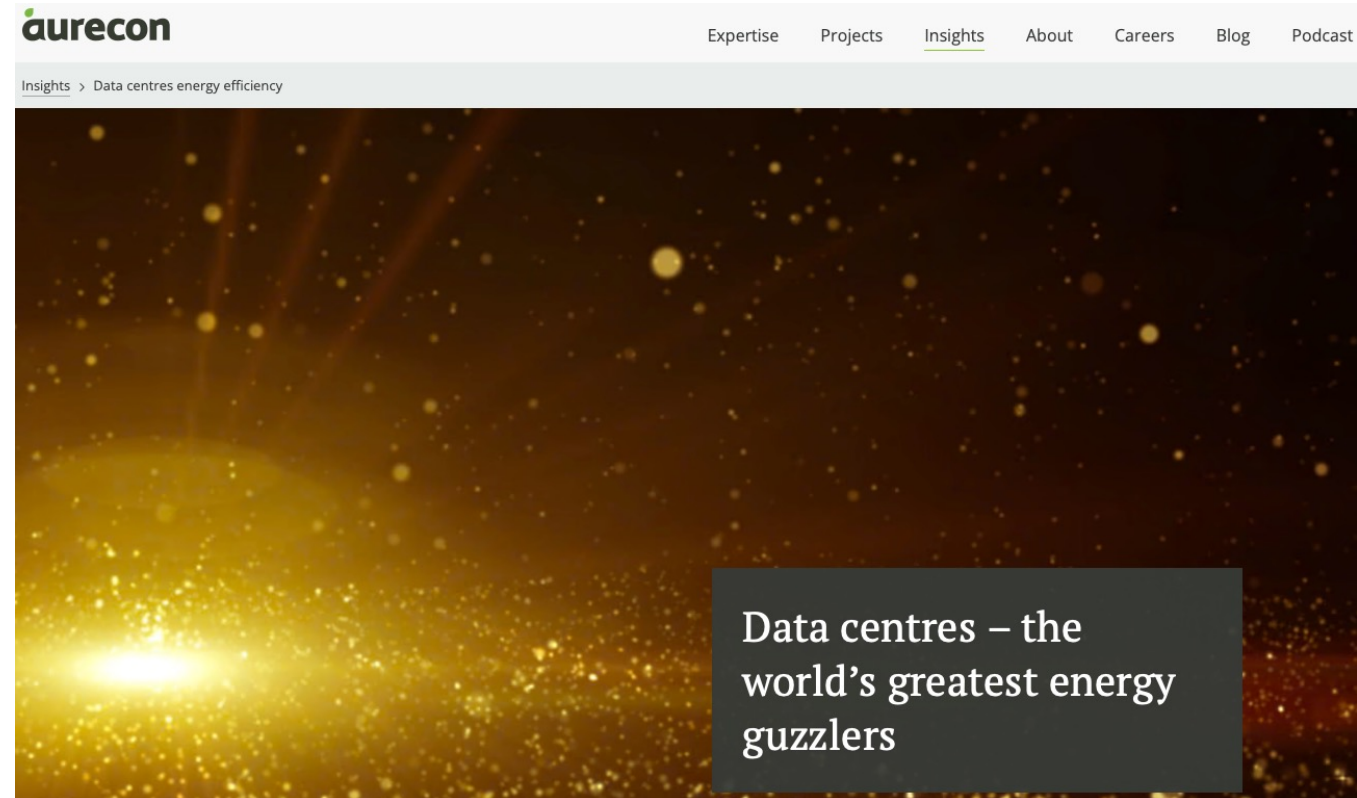 aurecon
Expertise Projects Insights About Careers Blog Podcast
Insights > Data centres energy efficiency
Data centres – the
world’s greatest energy
guzzlers